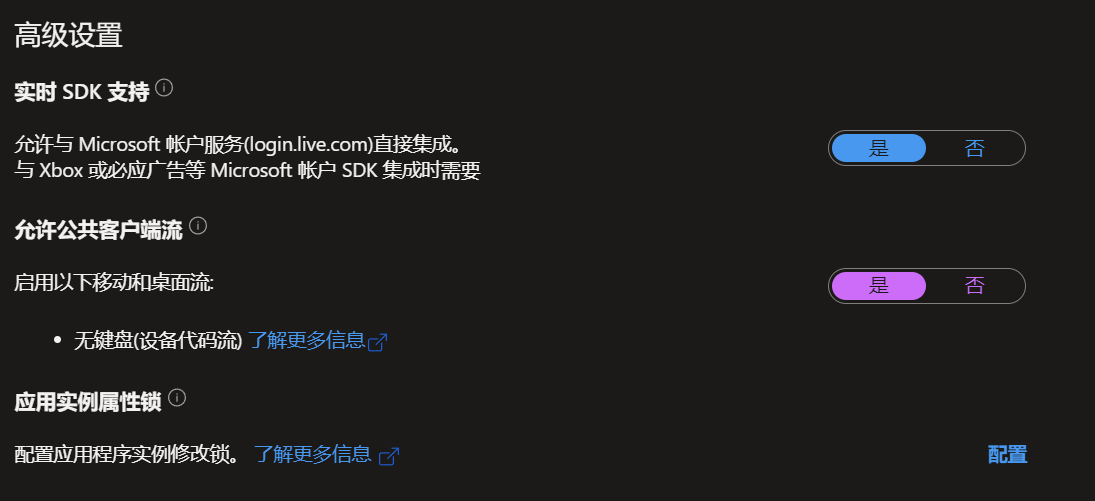 高级设置
实时 SDK 支持
允许与 Microsoft 帐户服务(login.live.com)直接集成。
与 Xbox 或必应广告等 Microsoft 帐户 SDK 集成时需要
是 否
允许公共客户端流
启用以下移动和桌面流:
是 否
• 无键盘(设备代码流) 了解更多信息
应用实例属性锁
配置应用程序实例修改锁。 了解更多信息
配置